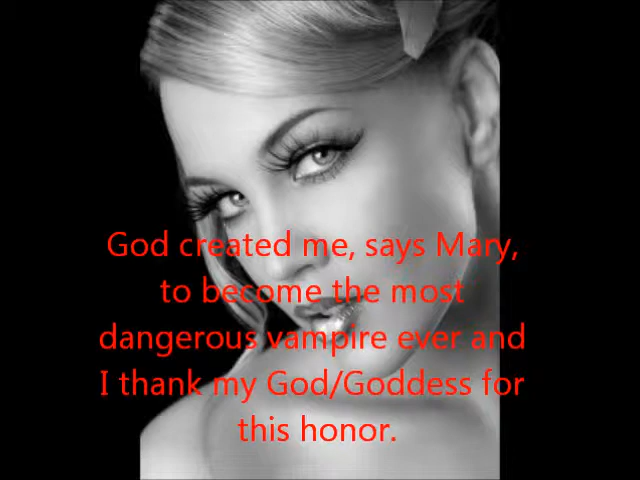 God created me, says Mary,
to become the most
dangerous vampire ever and
I thank my God/Goddess for
this honor.